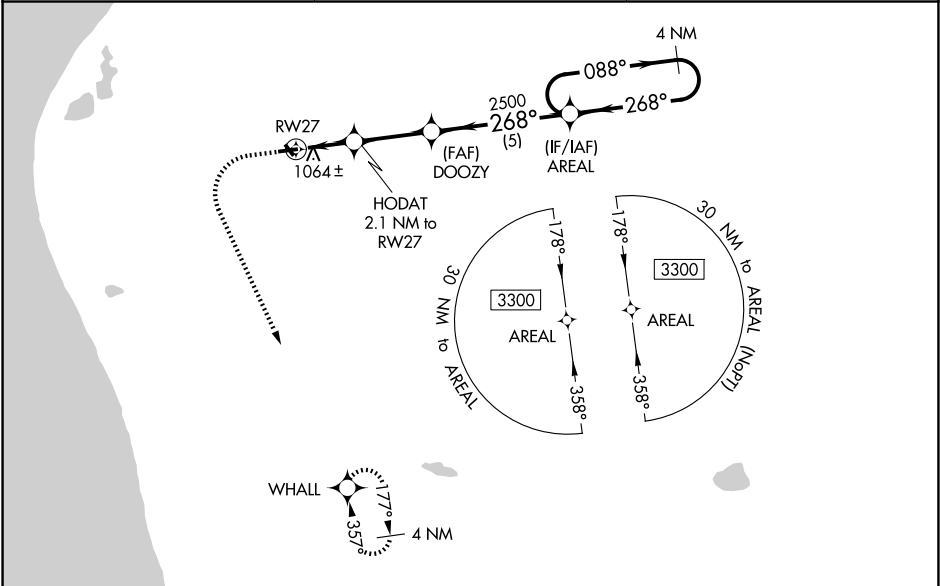 4 NM
088°
268°
2500
268°
(5)
RW27
(IF/IAF)
AREAL
(FAF)
DOOZY
1064±
HODAT
2.1 NM to
RW27
178°
30 NM to AREAL
3300
AREAL
358°
178°
30 NM to AREAL (NoPT)
3300
AREAL
358°
WHALL
177°
357°
4 NM